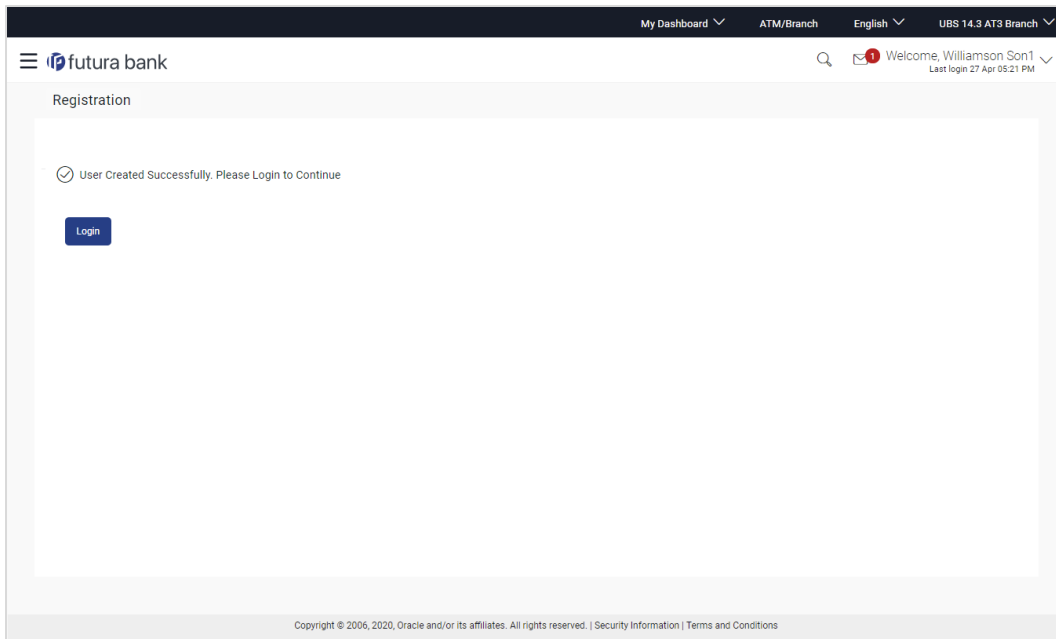 My Dashboard ATM/Branch English UBS 14.3 AT3 Branch
futura bank 1 Welcome, Williamson Son1
Last login 27 Apr 05:21 PM
Registration
User Created Successfully. Please Login to Continue
Login
Copyright © 2006, 2020, Oracle and/or its affiliates. All rights reserved. | Security Information | Terms and Conditions